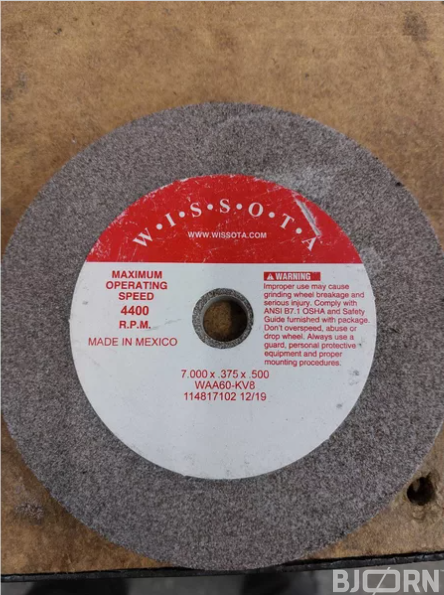 W•I•S•S•O•T•A
WWW.WISSOTA.COM
MAXIMUM
OPERATING
SPEED
4400
R.P.M.
MADE IN MEXICO
⚠ WARNING
Improper use may cause
grinding wheel breakage and
serious injury. Comply with
ANSI B7.1 OSHA and Safety
Guide furnished with package.
Don't overspeed, abuse or
drop wheel. Always use a
guard, personal protective
equipment and proper
mounting procedures.
7.000 x .375 x .500
WAA60-KV8
114817102 12/19
BJCORN